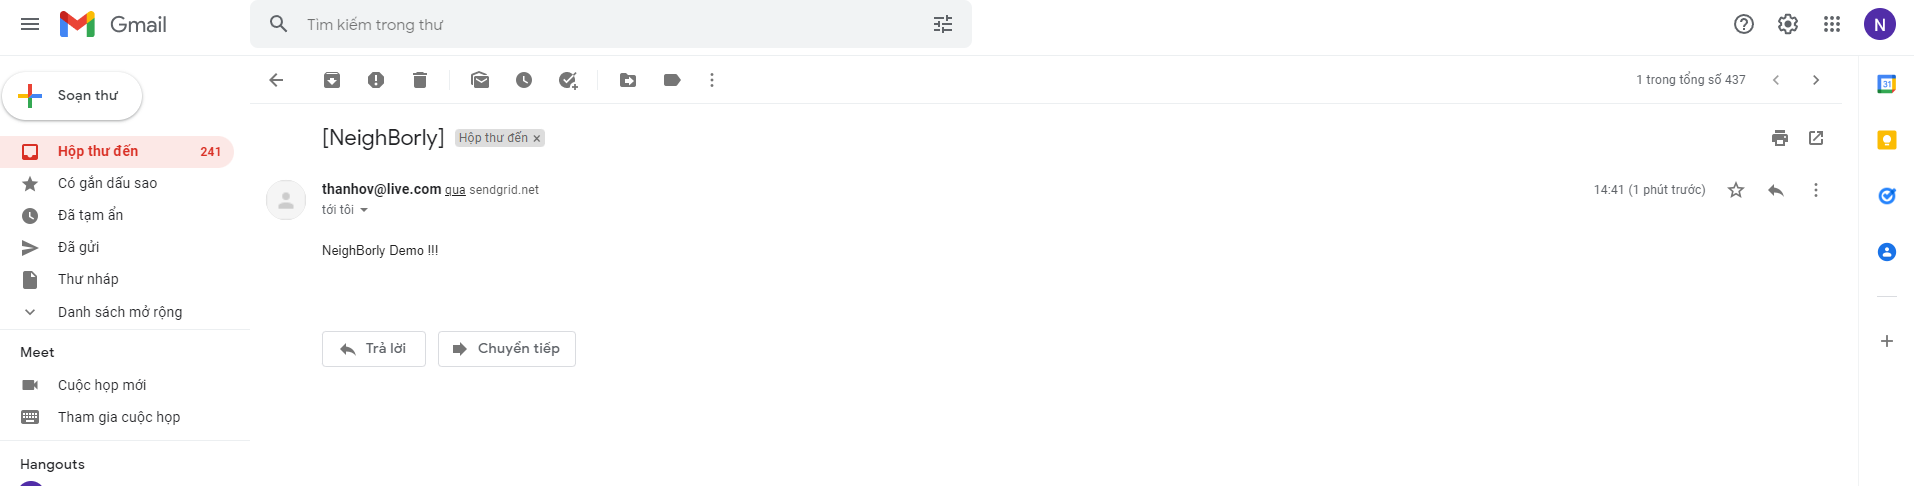 Gmail
Tìm kiếm trong thư
N
Soạn thư
1 trong tổng số 437
31
[NeighBorly] Hộp thư đến ×
Hộp thư đến 241
Có gắn dấu sao
Đã tạm ẩn
Đã gửi
Thư nháp
Danh sách mở rộng
Meet
Cuộc họp mới
Tham gia cuộc họp
Hangouts
thanhov@live.com qua sendgrid.net
14:41 (1 phút trước)
tới tôi
NeighBorly Demo !!!
Trả lời
Chuyển tiếp